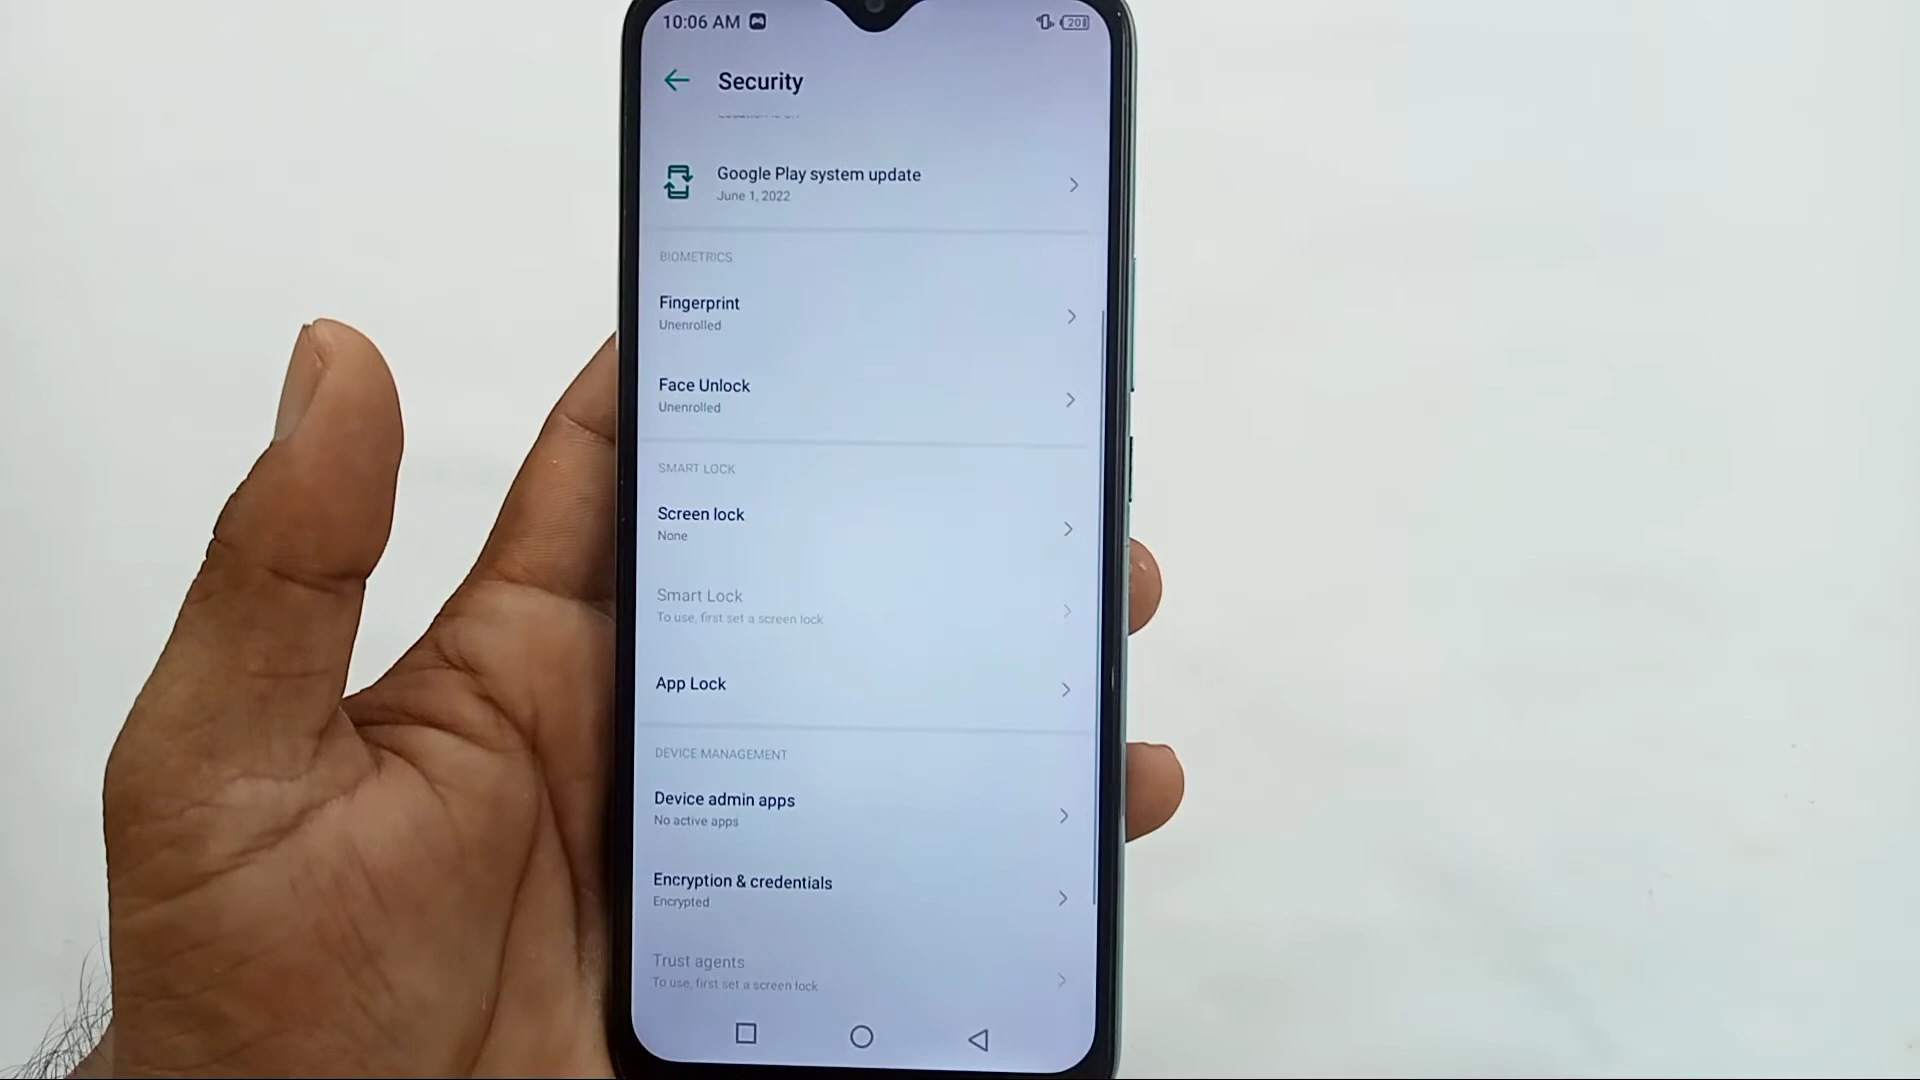 10:06 AM
20
Security
Google Play system update
June 1, 2022
BIOMETRICS
Fingerprint
Unenrolled
Face Unlock
Unenrolled
SMART LOCK
Screen lock
None
Smart Lock
To use, first set a screen lock
App Lock
DEVICE MANAGEMENT
Device admin apps
No active apps
Encryption & credentials
Encrypted
Trust agents
To use, first set a screen lock